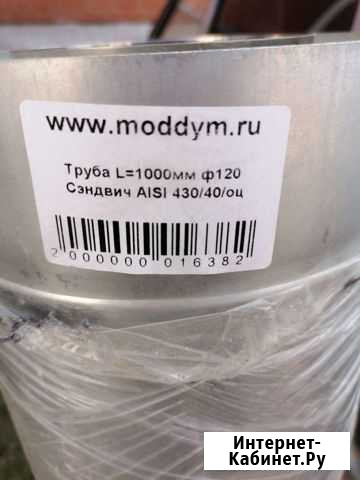 www.moddym.ru
Труба L=1000мм ф120
Сэндвич AISI 430/40/оц
2 000000 016382
Интернет-
Кабинет.Ру